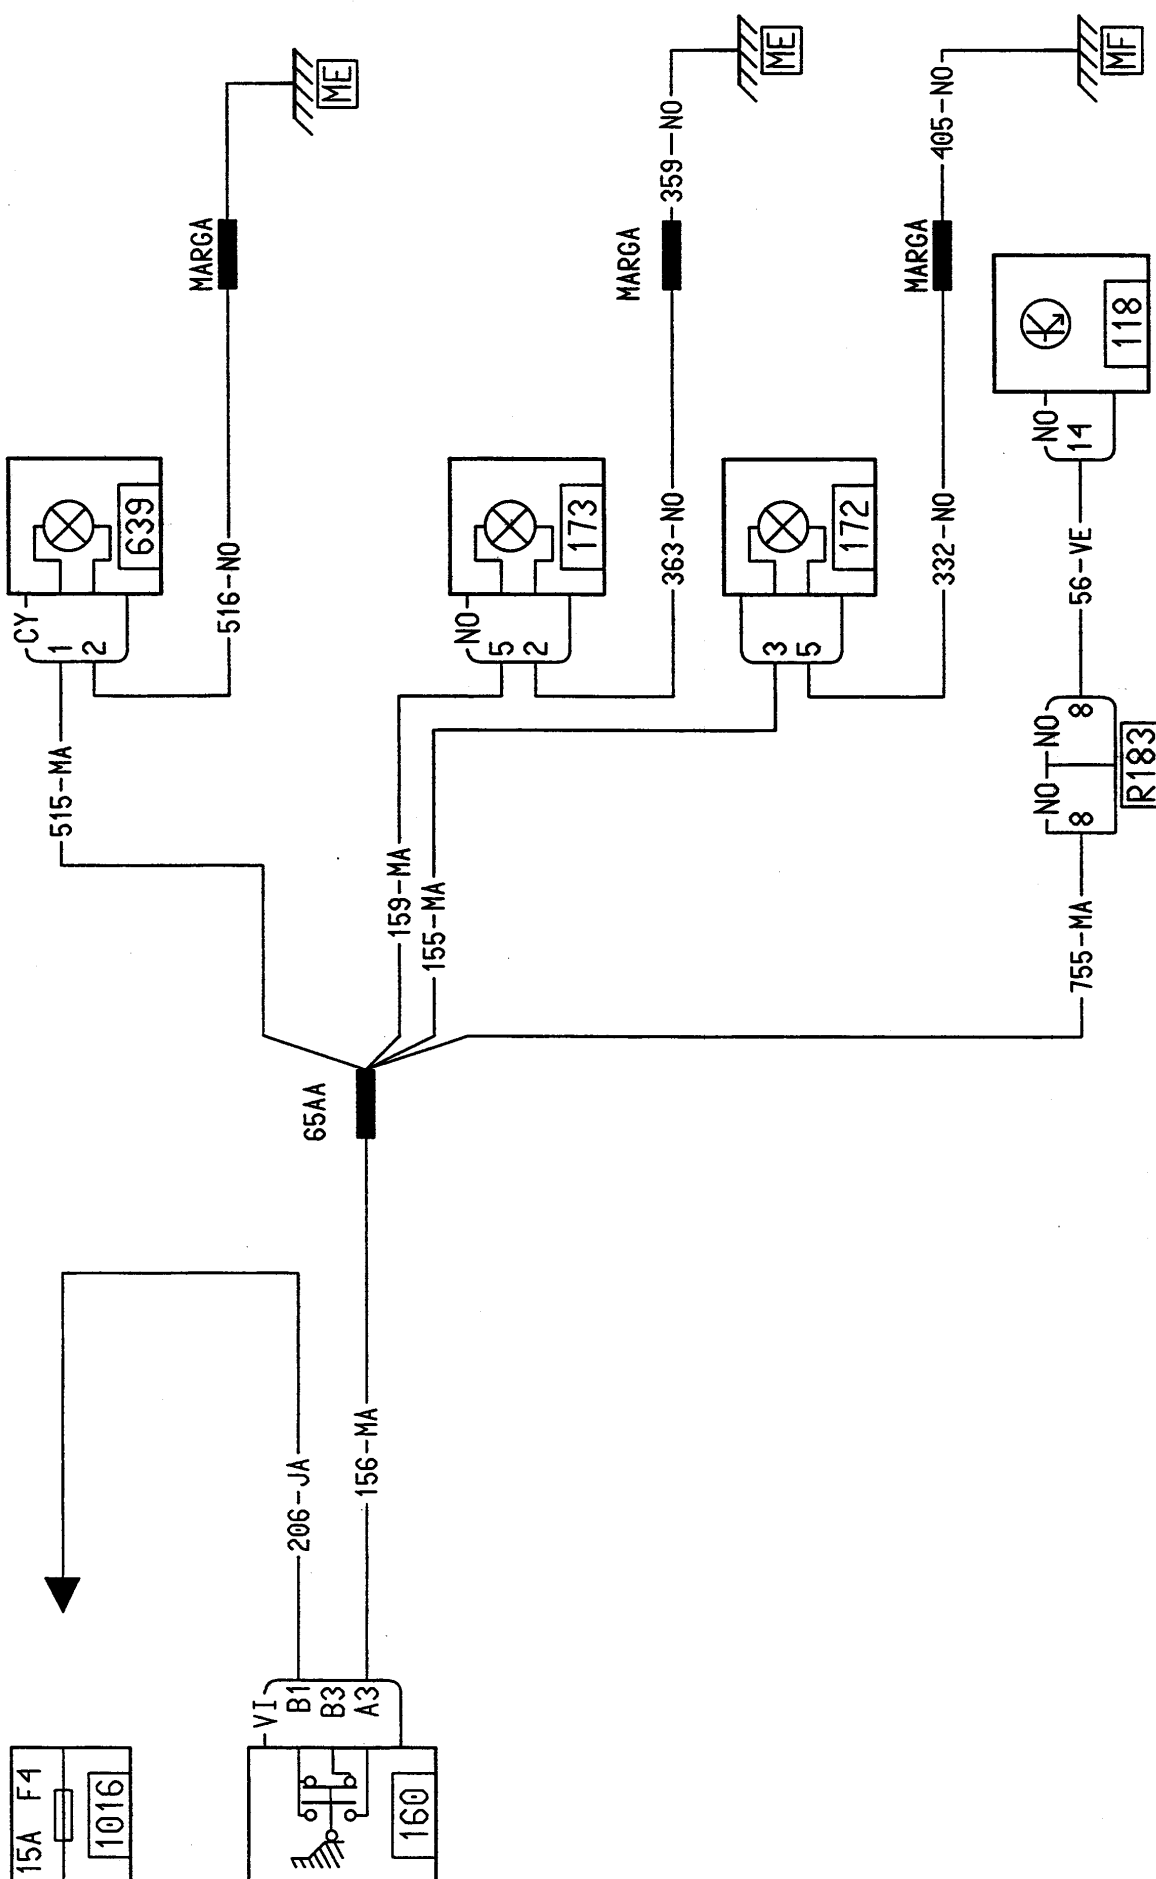 15A F4
1016
VI
B1
B3
A3
160
206-JA
156-MA
65AA
515-MA
CY
1
2
639
516-NO
MARGA
ME
159-MA
NO
5
2
173
363-NO
MARGA
359-NO
ME
155-MA
3
5
172
332-NO
MARGA
405-NO
MF
755-MA
NO NO
8 8
R183
56-VE
NO
14
118